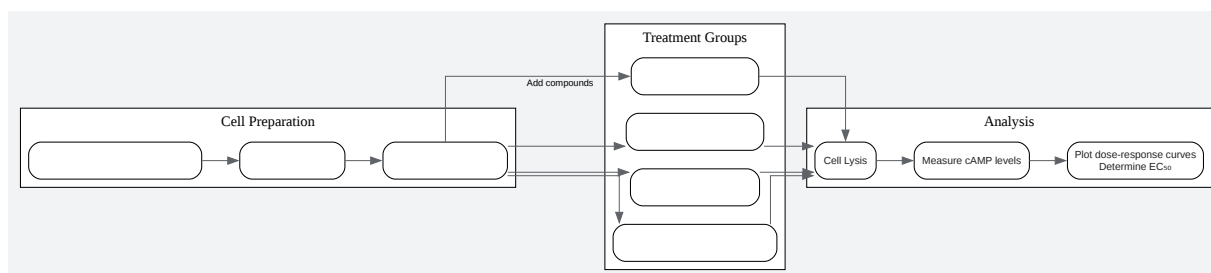 Treatment Groups
Add compounds
Cell Preparation
Analysis
Cell Lysis
Measure cAMP levels
Plot dose-response curves
Determine EC₅₀